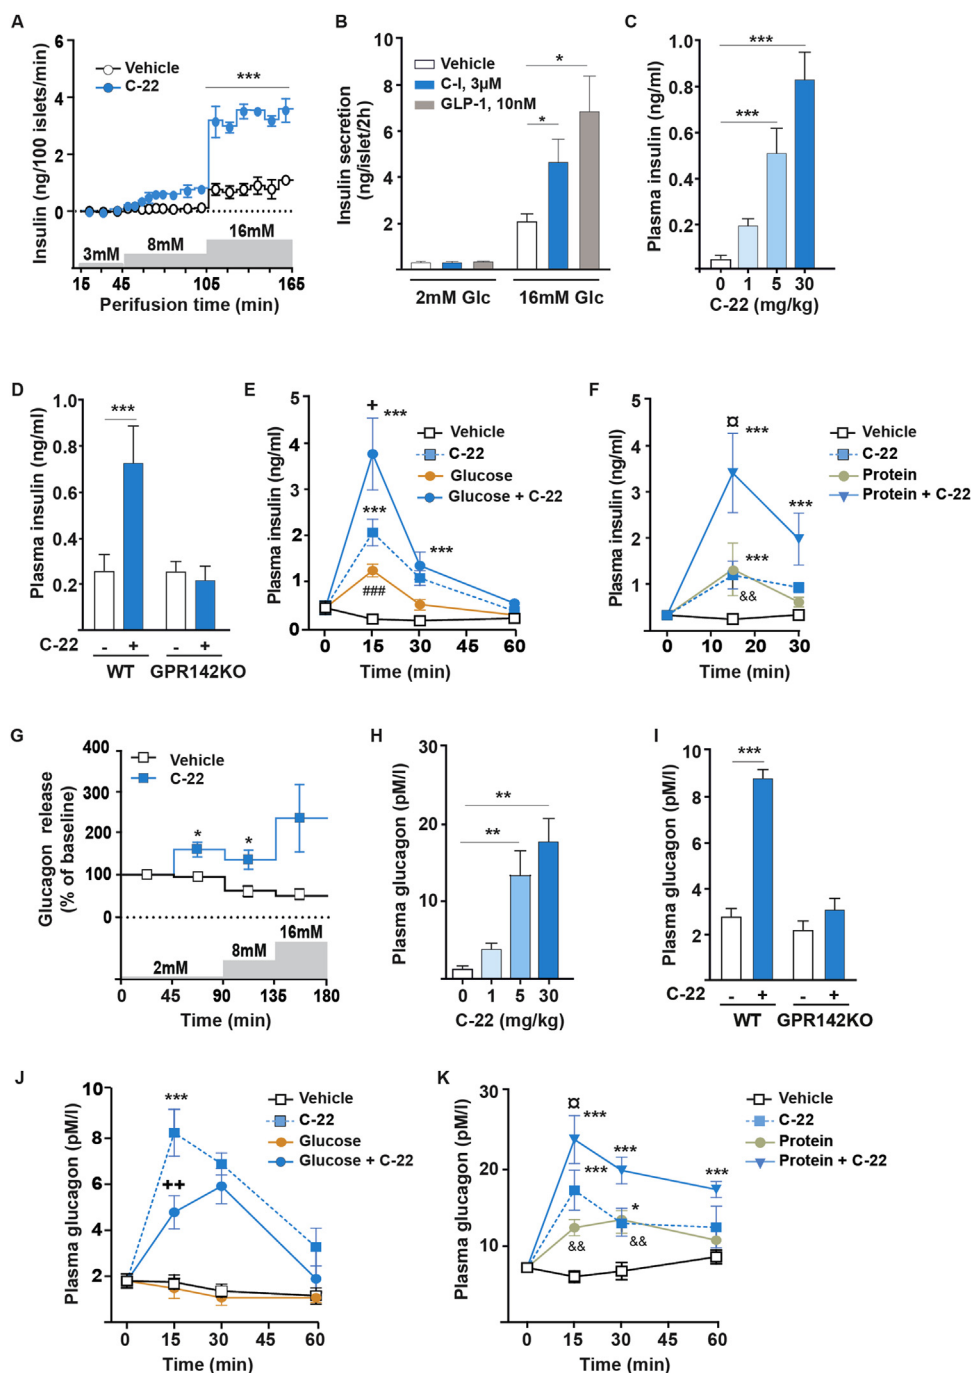 A
Insulin (ng/100 islets/min)
6
4
2
0
Vehicle
C-22
***
3mM
8mM
16mM
15
45
105
165
Perifusion time (min)
B
Insulin secretion
(ng/islet/2h)
10
8
6
4
2
Vehicle
C-I, 3µM
GLP-1, 10nM
*
*
2mM Glc
16mM Glc
C
Plasma insulin (ng/ml)
1.0
0.8
0.6
0.4
0.2
***
***
0 1 5 30
C-22 (mg/kg)
D
Plasma insulin (ng/ml)
1.0
0.8
0.6
0.4
0.2
***
C-22 - + - +
WT GPR142KO
E
Plasma insulin (ng/ml)
5
4
3
2
1
0
+
***
***
***
###
Vehicle
C-22
Glucose
Glucose + C-22
0 15 30 45 60
Time (min)
F
Plasma insulin (ng/ml)
5
4
3
2
1
0
¤
***
***
***
&&
Vehicle
C-22
Protein
Protein + C-22
0 10 20 30
Time (min)
G
Glucagon release
(% of baseline)
400
300
200
100
0
Vehicle
C-22
*
*
2mM
8mM
16mM
0 45 90 135 180
Time (min)
H
Plasma glucagon (pM/l)
30
20
10
**
**
0 1 5 30
C-22 (mg/kg)
I
Plasma glucagon (pM/l)
10
8
6
4
2
***
C-22 - + - +
WT GPR142KO
J
Plasma glucagon (pM/l)
10
8
6
4
2
***
++
Vehicle
C-22
Glucose
Glucose + C-22
0 15 30 45 60
Time (min)
K
Plasma glucagon (pM/l)
30
20
10
¤
***
***
***
***
*
&&
&&
Vehicle
C-22
Protein
Protein + C-22
0 15 30 45 60
Time (min)